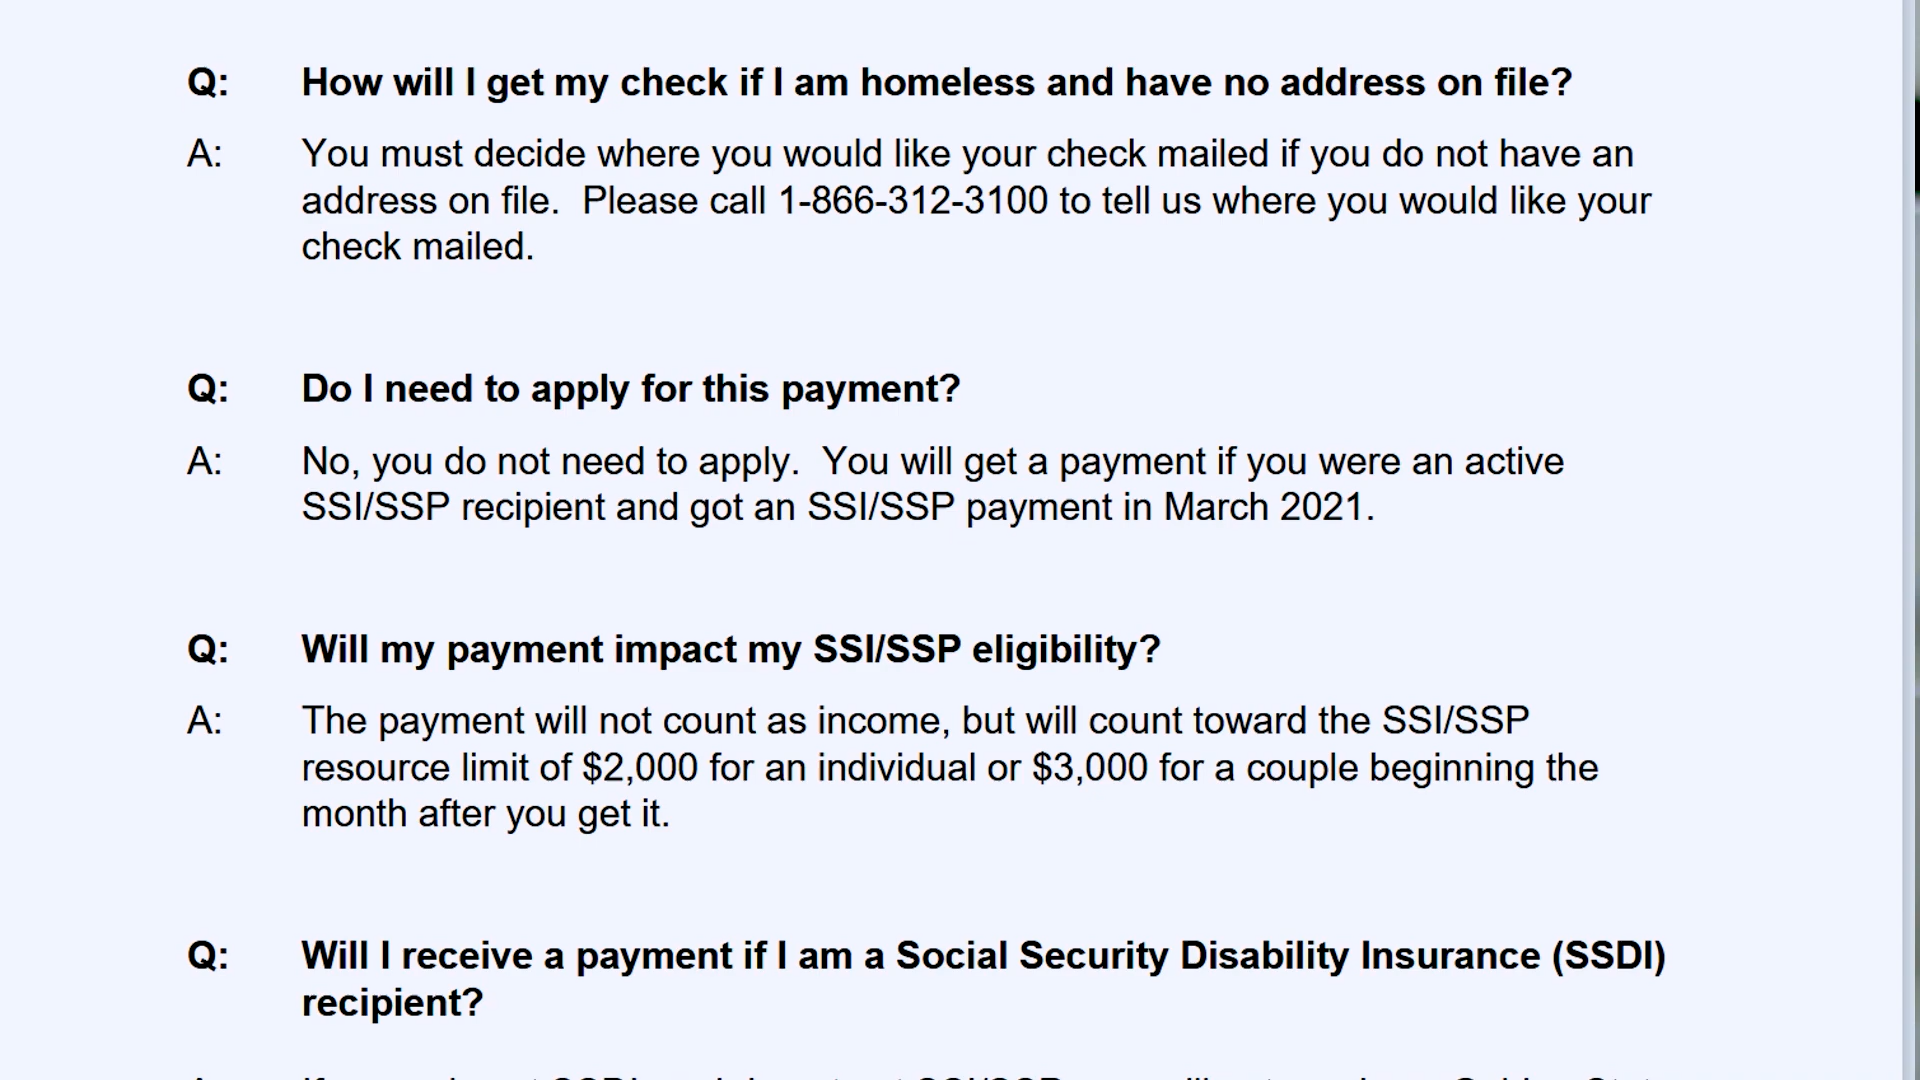 Q: How will I get my check if I am homeless and have no address on file?
A: You must decide where you would like your check mailed if you do not have an
address on file.  Please call 1-866-312-3100 to tell us where you would like your
check mailed.
Q: Do I need to apply for this payment?
A: No, you do not need to apply.  You will get a payment if you were an active
SSI/SSP recipient and got an SSI/SSP payment in March 2021.
Q: Will my payment impact my SSI/SSP eligibility?
A: The payment will not count as income, but will count toward the SSI/SSP
resource limit of $2,000 for an individual or $3,000 for a couple beginning the
month after you get it.
Q: Will I receive a payment if I am a Social Security Disability Insurance (SSDI)
recipient?